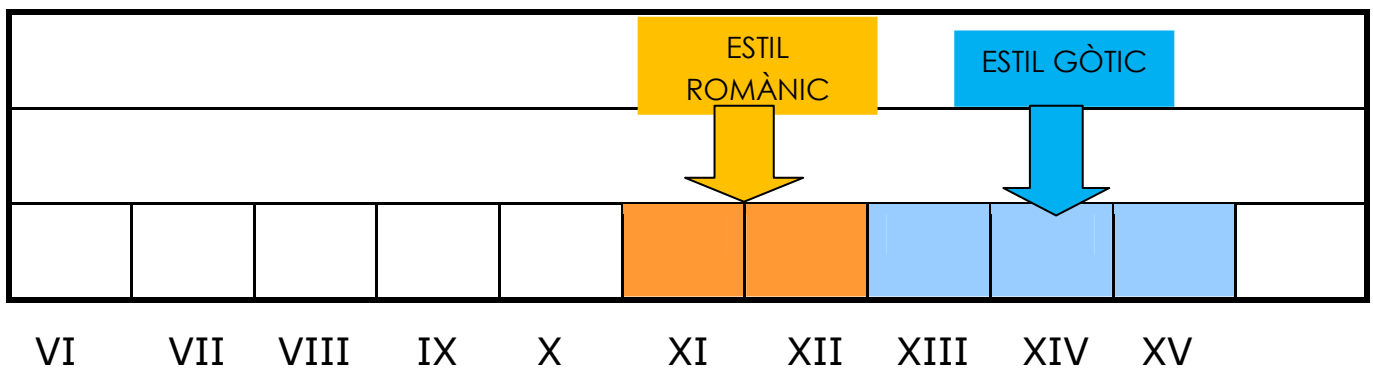 ESTIL
ROMÀNIC
ESTIL GÒTIC
VI VII VIII IX X XI XII XIII XIV XV